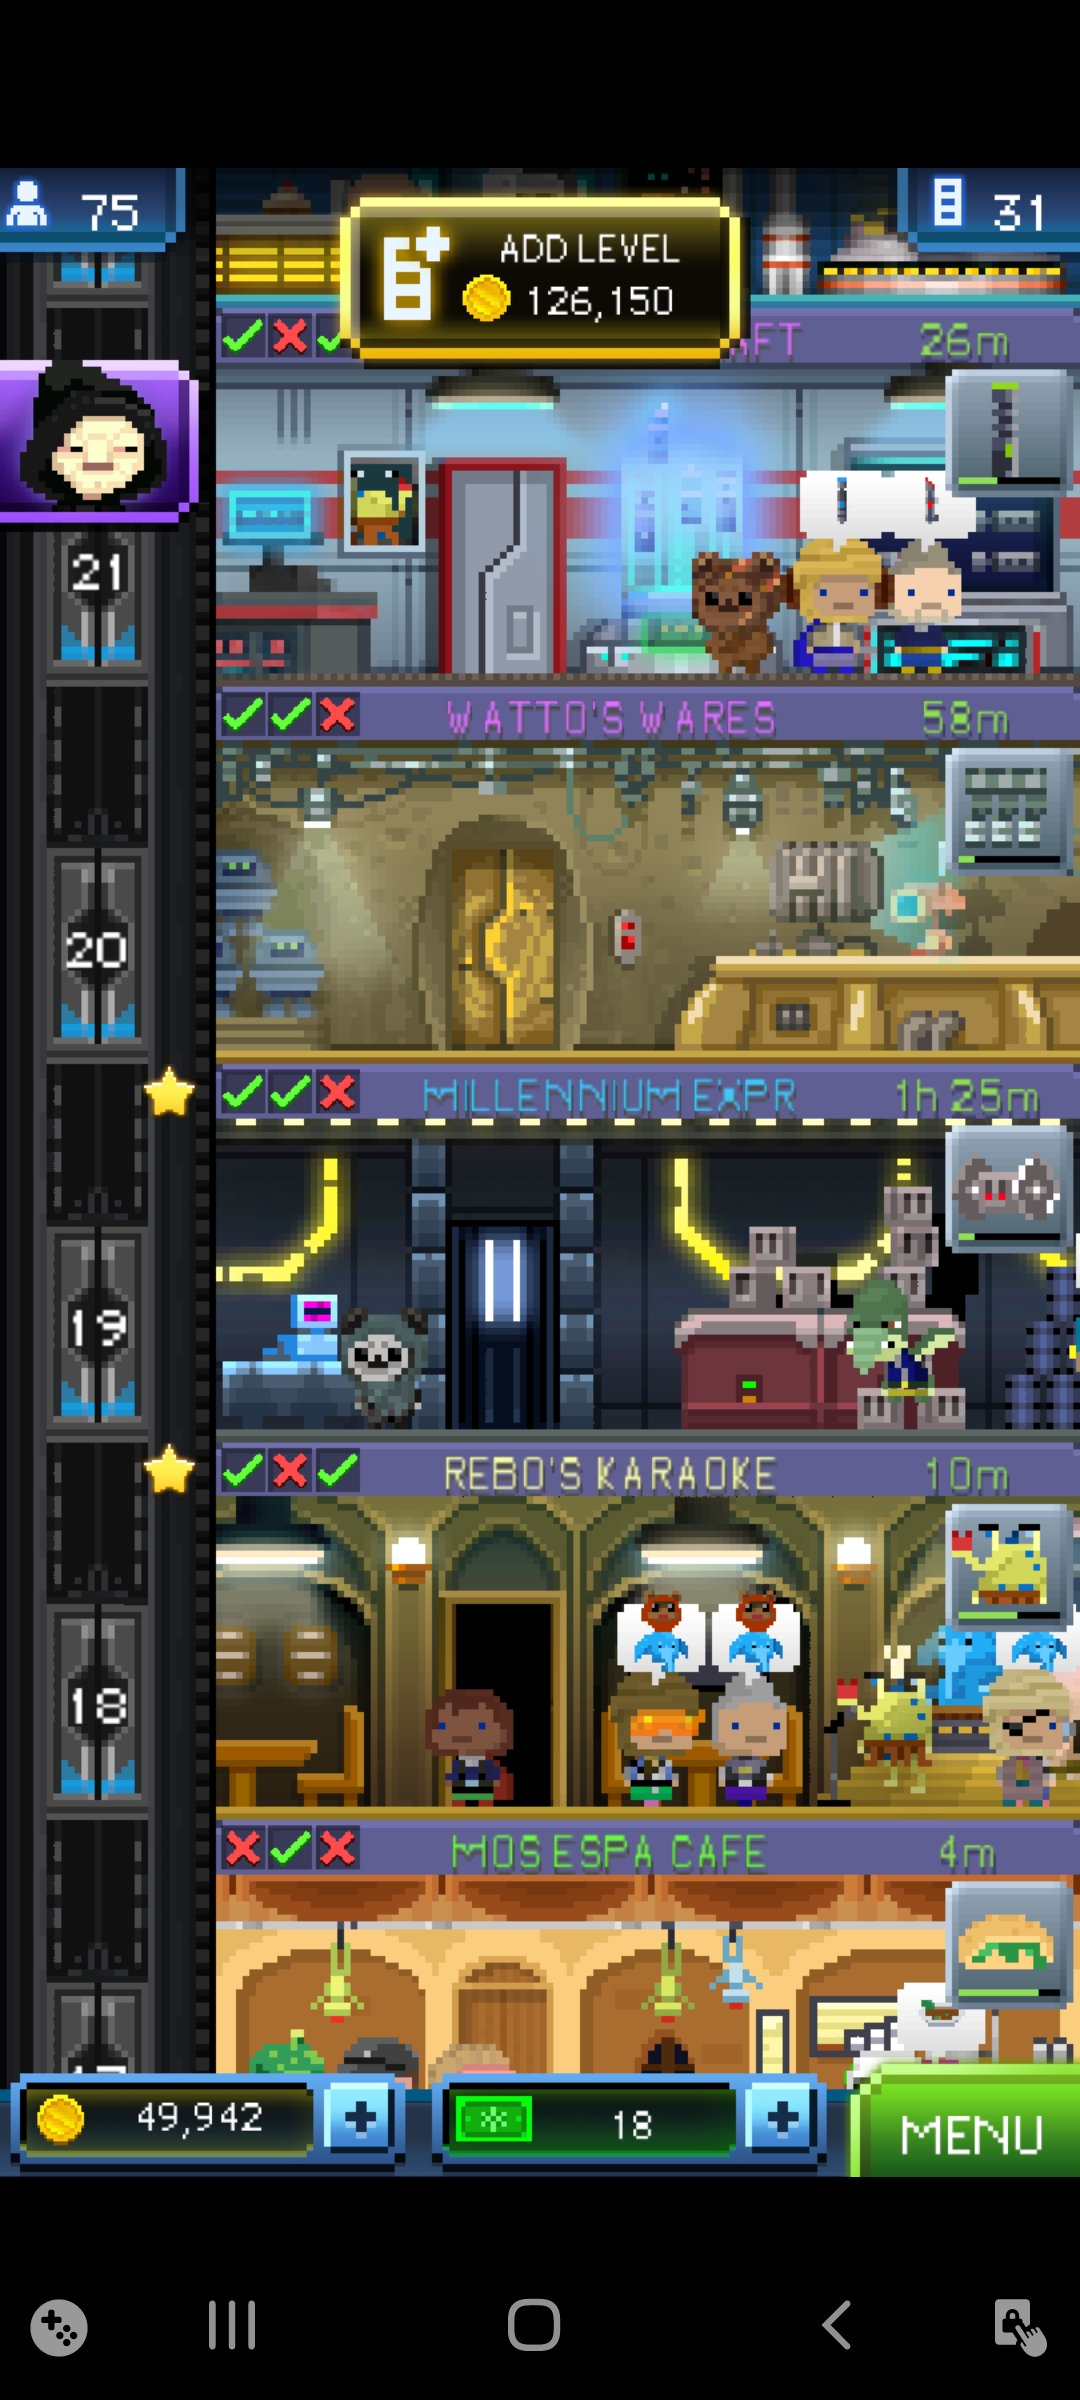 75
ADD LEVEL
126,150
31
26m
21
WATTO'S WARES
58m
20
MILLENNIUM EXPR
1h 25m
19
REBO'S KARAOKE
10m
18
MOS ESPA CAFE
4m
49,942
18
MENU